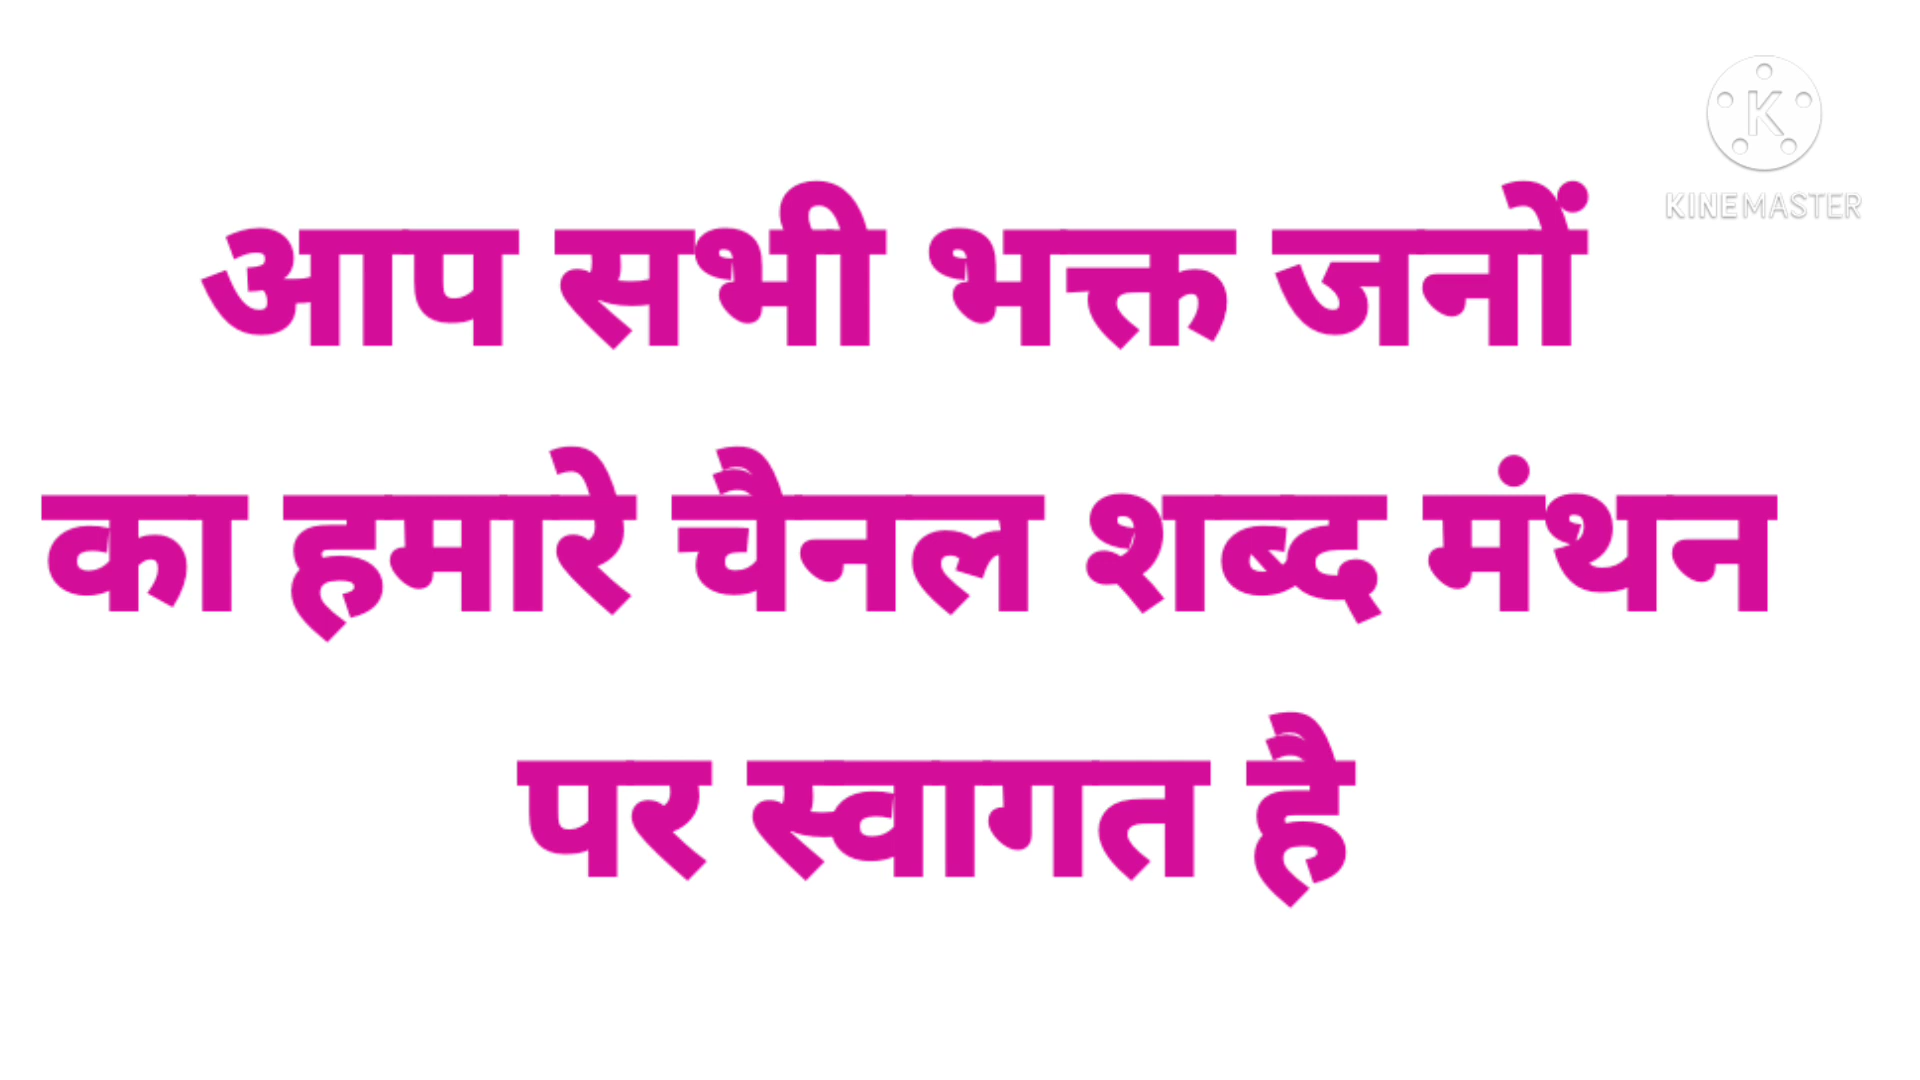 K
KINEMASTER
आप सभी भक्त जनों
का हमारे चैनल शब्द मंथन
पर स्वागत है